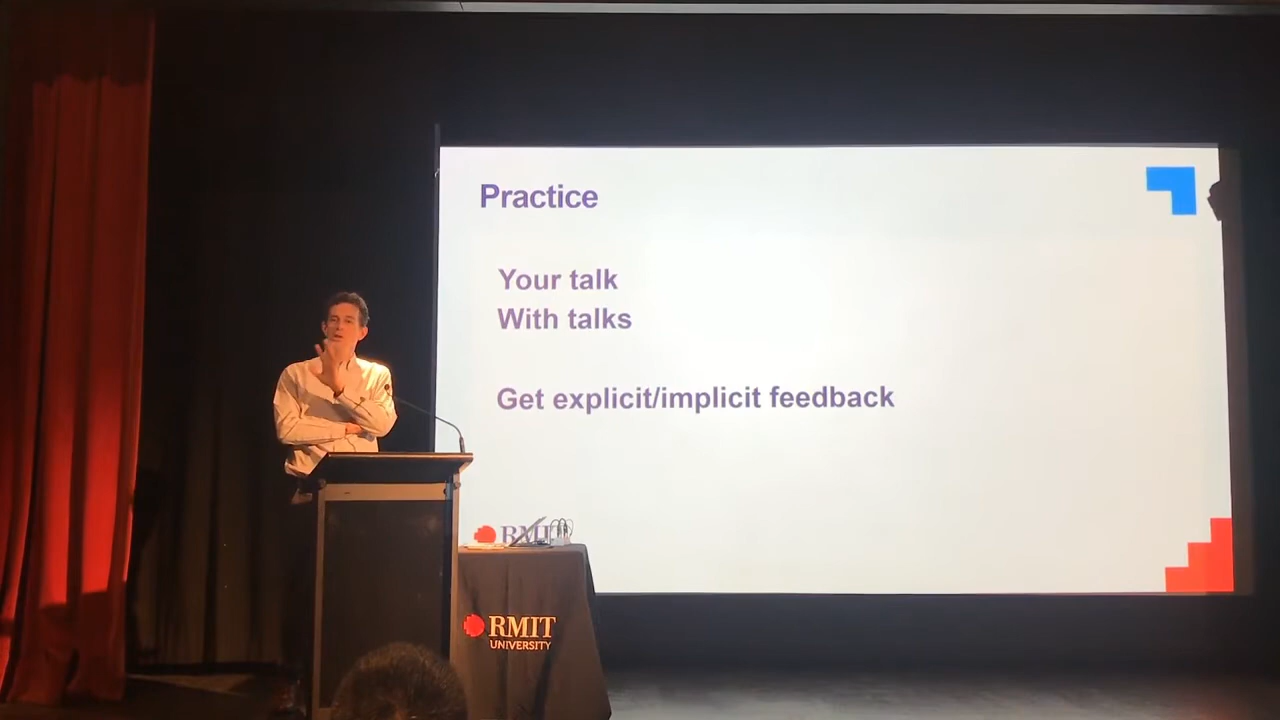 Practice
Your talk
With talks
Get explicit/implicit feedback
RMIT
RMIT
UNIVERSITY